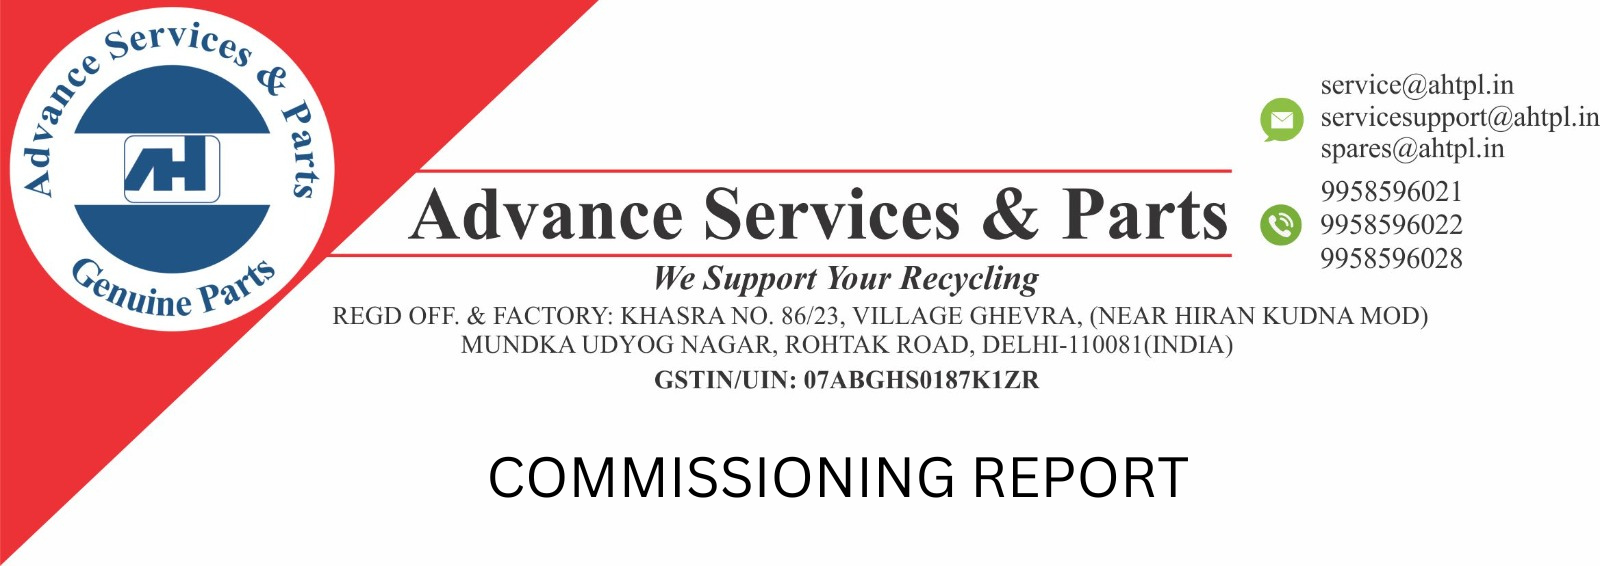 Advance Services & Parts
AH
Genuine Parts
service@ahtpl.in
servicesupport@ahtpl.in
spares@ahtpl.in
9958596021
9958596022
9958596028
Advance Services & Parts
We Support Your Recycling
REGD OFF. & FACTORY: KHASRA NO. 86/23, VILLAGE GHEVRA, (NEAR HIRAN KUDNA MOD)
MUNDKA UDYOG NAGAR, ROHTAK ROAD, DELHI-110081(INDIA)
GSTIN/UIN: 07ABGHS0187K1ZR
COMMISSIONING REPORT